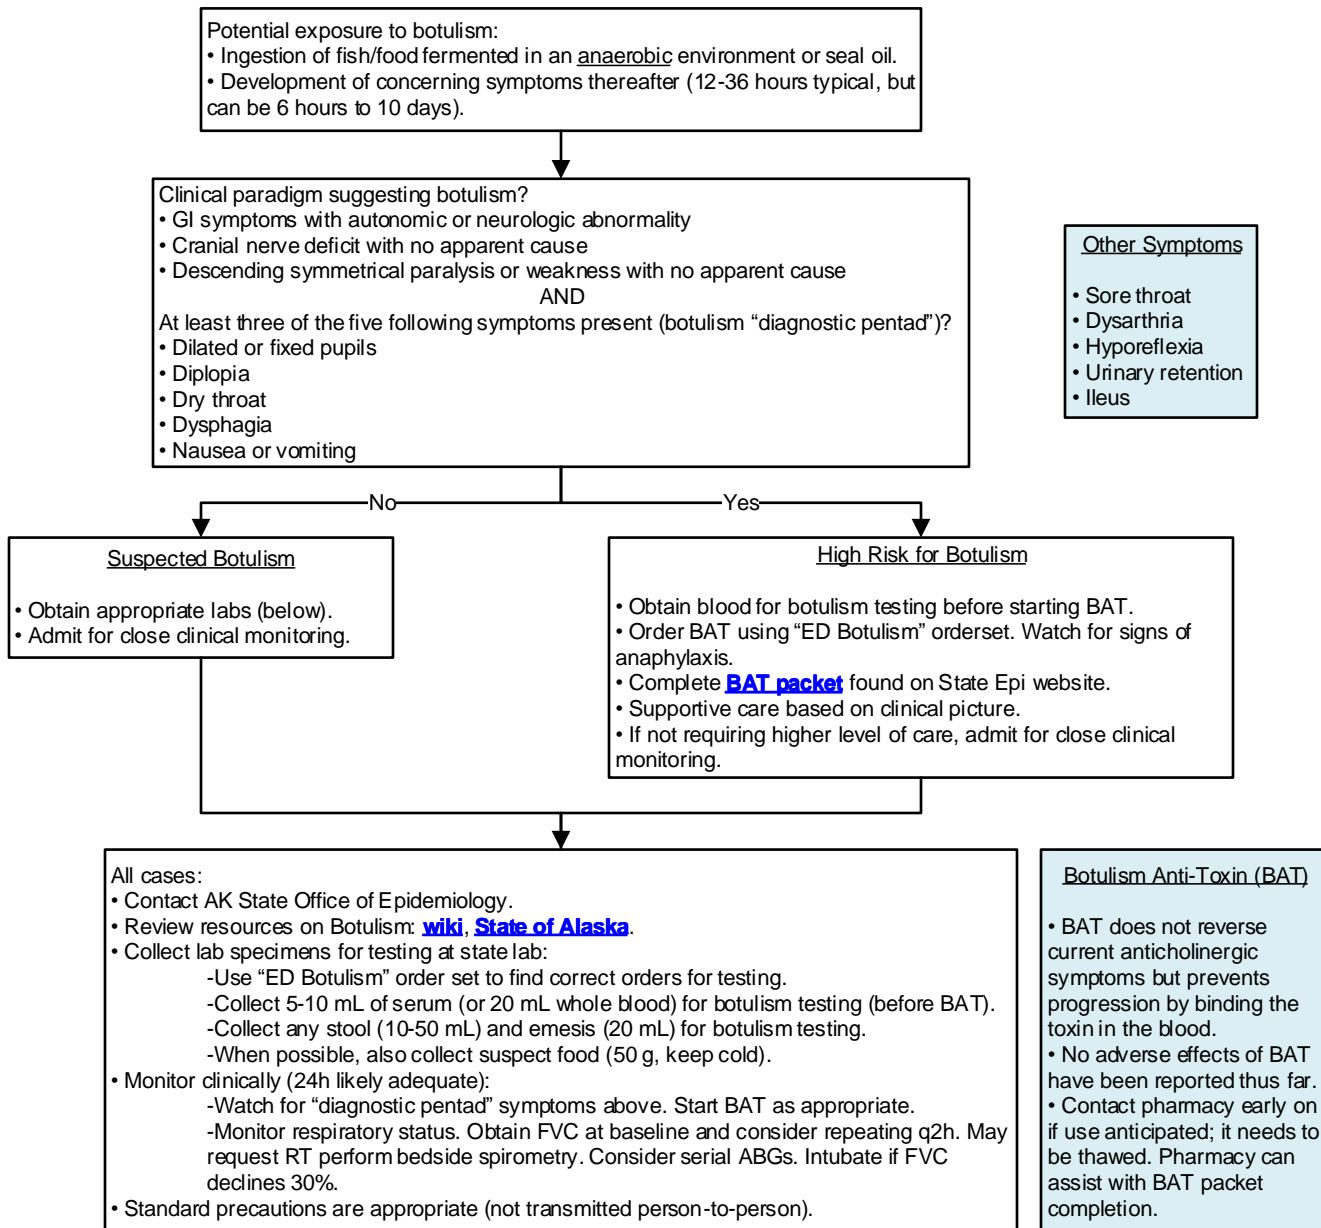 Potential exposure to botulism:
• Ingestion of fish/food fermented in an anaerobic environment or seal oil.
• Development of concerning symptoms thereafter (12-36 hours typical, but
can be 6 hours to 10 days).
Clinical paradigm suggesting botulism?
• GI symptoms with autonomic or neurologic abnormality
• Cranial nerve deficit with no apparent cause
• Descending symmetrical paralysis or weakness with no apparent cause
AND
At least three of the five following symptoms present (botulism “diagnostic pentad”)?
• Dilated or fixed pupils
• Diplopia
• Dry throat
• Dysphagia
• Nausea or vomiting
Other Symptoms
• Sore throat
• Dysarthria
• Hyporeflexia
• Urinary retention
• Ileus
No
Yes
Suspected Botulism
• Obtain appropriate labs (below).
• Admit for close clinical monitoring.
High Risk for Botulism
• Obtain blood for botulism testing before starting BAT.
• Order BAT using “ED Botulism” orderset. Watch for signs of
anaphylaxis.
• Complete BAT packet found on State Epi website.
• Supportive care based on clinical picture.
• If not requiring higher level of care, admit for close clinical
monitoring.
All cases:
• Contact AK State Office of Epidemiology.
• Review resources on Botulism: wiki, State of Alaska.
• Collect lab specimens for testing at state lab:
-Use “ED Botulism” order set to find correct orders for testing.
-Collect 5-10 mL of serum (or 20 mL whole blood) for botulism testing (before BAT).
-Collect any stool (10-50 mL) and emesis (20 mL) for botulism testing.
-When possible, also collect suspect food (50 g, keep cold).
• Monitor clinically (24h likely adequate):
-Watch for “diagnostic pentad” symptoms above. Start BAT as appropriate.
-Monitor respiratory status. Obtain FVC at baseline and consider repeating q2h. May
request RT perform bedside spirometry. Consider serial ABGs. Intubate if FVC
declines 30%.
• Standard precautions are appropriate (not transmitted person-to-person).
Botulism Anti-Toxin (BAT)
• BAT does not reverse
current anticholinergic
symptoms but prevents
progression by binding the
toxin in the blood.
• No adverse effects of BAT
have been reported thus far.
• Contact pharmacy early on
if use anticipated; it needs to
be thawed. Pharmacy can
assist with BAT packet
completion.